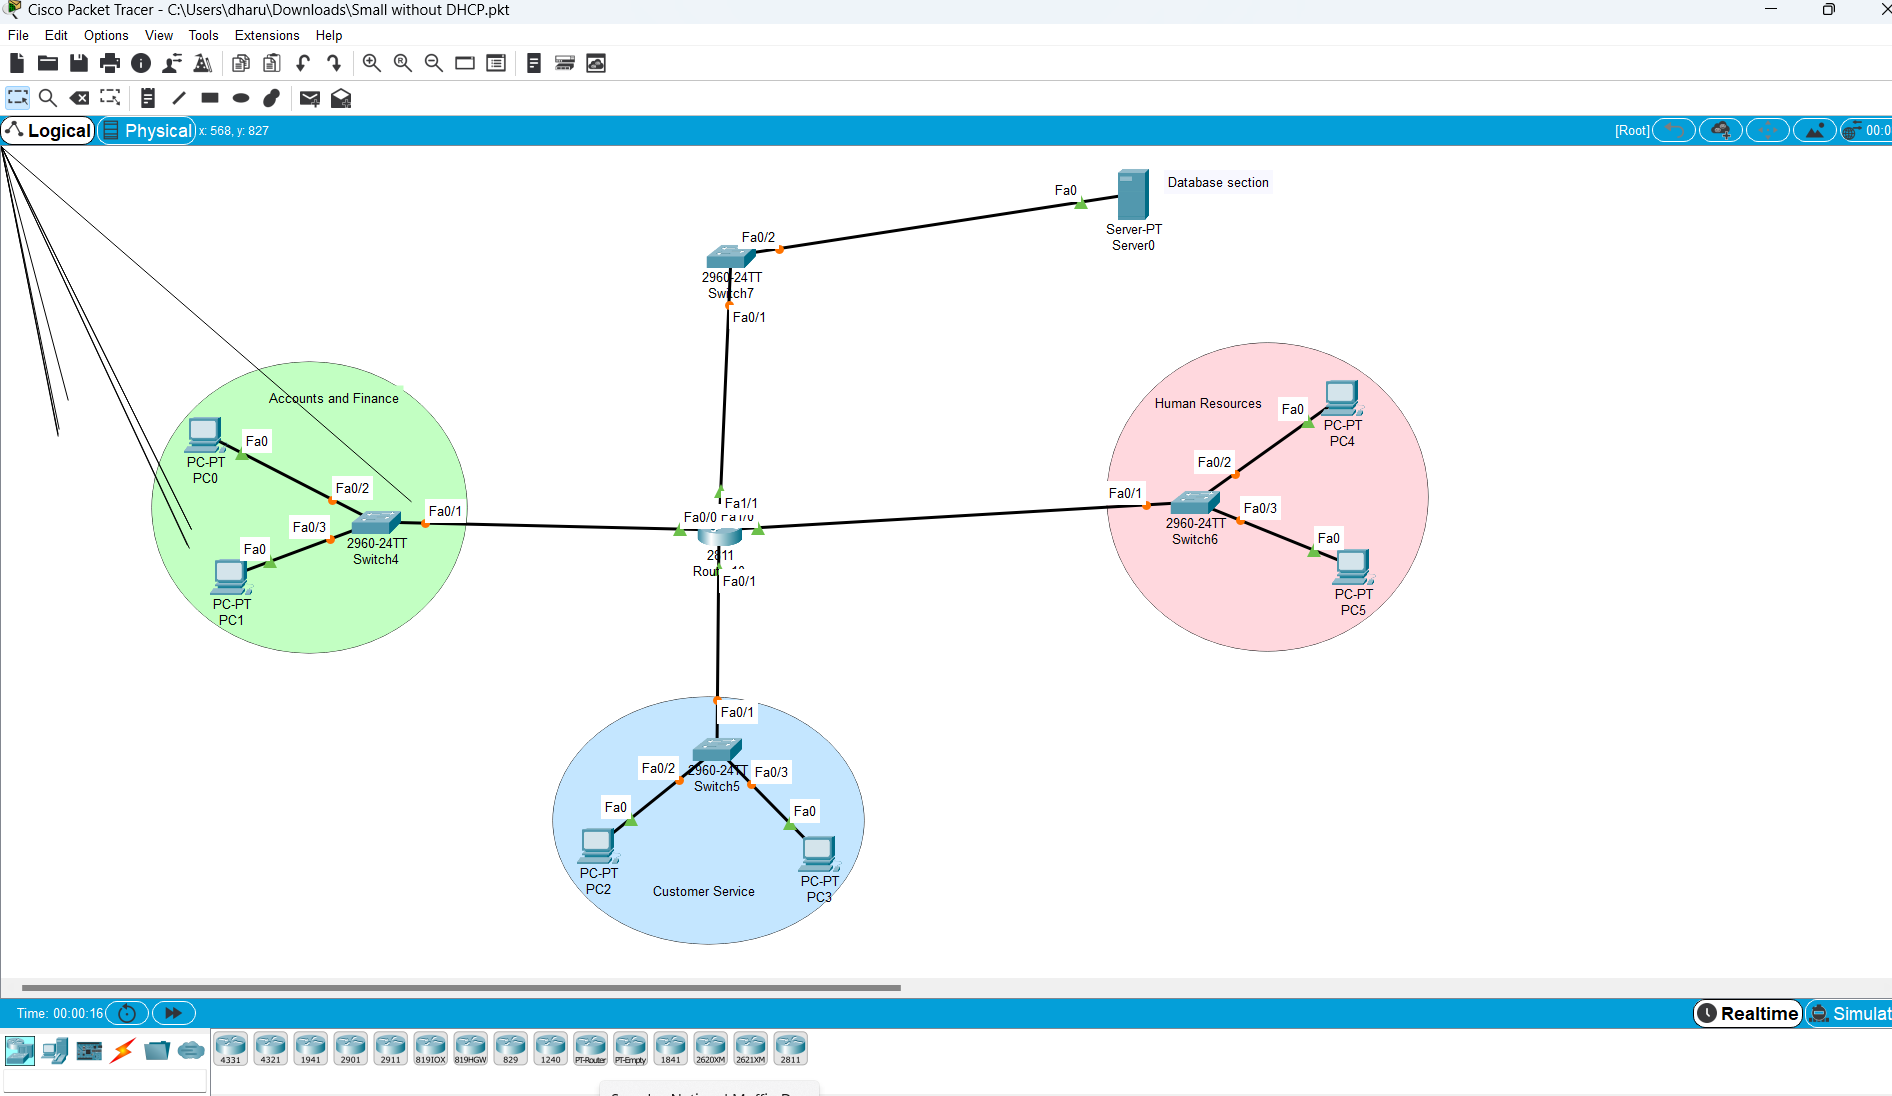 Cisco Packet Tracer - C:\Users\dharu\Downloads\Small without DHCP.pkt
File Edit Options View Tools Extensions Help
Logical Physical x: 568, y: 827 [Root] 00:0
Fa0 Database section
Server-PT
Server0
Fa0/2
2960-24TT
Switch7
Fa0/1
Accounts and Finance
Fa0
PC-PT
PC0
Fa0/2
Fa0/1
Fa0/3
Fa0
2960-24TT
Switch4
PC-PT
PC1
Fa1/1
Fa0/0 Fa1/0
2811
Fa0/1
Human Resources
Fa0
PC-PT
PC4
Fa0/2
Fa0/1
Fa0/3
2960-24TT
Switch6
Fa0
PC-PT
PC5
Fa0/1
Fa0/2 2960-24TT Fa0/3
Switch5
Fa0 Fa0
PC-PT
PC2
PC-PT
PC3
Customer Service
Time: 00:00:16 Realtime Simulat
4331 4321 1941 2901 2911 819IOX 819HGW 829 1240 PT-Router PT-Empty 1841 2620XM 2621XM 2811